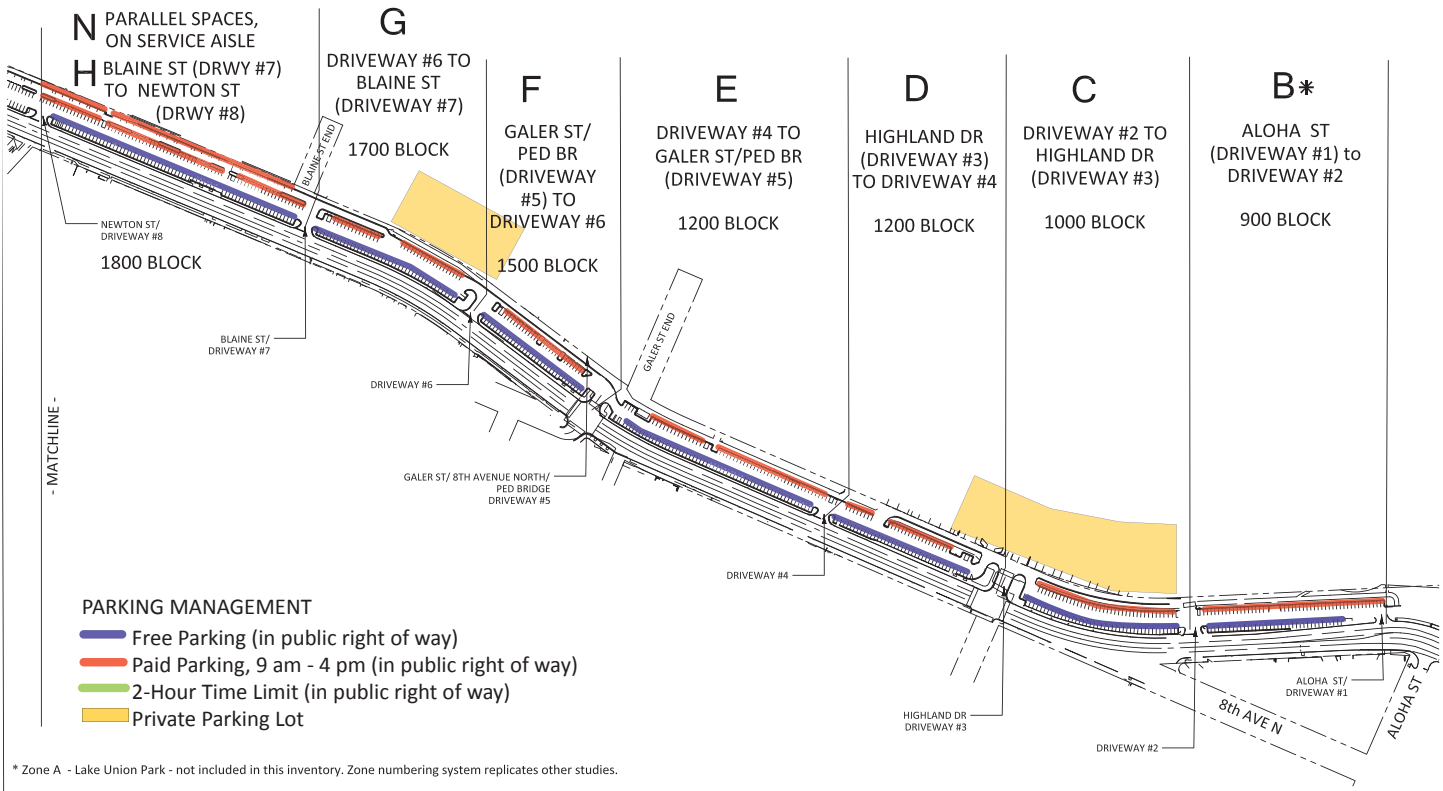 N PARALLEL SPACES,
ON SERVICE AISLE
H BLAINE ST (DRWY #7)
TO NEWTON ST
(DRWY #8)
G
DRIVEWAY #6 TO
BLAINE ST
(DRIVEWAY #7)
1700 BLOCK
F
GALER ST/
PED BR
(DRIVEWAY
#5) TO
DRIVEWAY #6
1500 BLOCK
E
DRIVEWAY #4 TO
GALER ST/PED BR
(DRIVEWAY #5)
1200 BLOCK
D
HIGHLAND DR
(DRIVEWAY #3)
TO DRIVEWAY #4
1200 BLOCK
C
DRIVEWAY #2 TO
HIGHLAND DR
(DRIVEWAY #3)
1000 BLOCK
B*
ALOHA ST
(DRIVEWAY #1) to
DRIVEWAY #2
900 BLOCK
BLAINE ST END
NEWTON ST/
DRIVEWAY #8
1800 BLOCK
BLAINE ST/
DRIVEWAY #7
DRIVEWAY #6
GALER ST END
- MATCHLINE -
GALER ST/ 8TH AVENUE NORTH/
PED BRIDGE
DRIVEWAY #5
DRIVEWAY #4
HIGHLAND DR
DRIVEWAY #3
DRIVEWAY #2
ALOHA ST/
DRIVEWAY #1
8th AVE N
ALOHA ST
PARKING MANAGEMENT
Free Parking (in public right of way)
Paid Parking, 9 am - 4 pm (in public right of way)
2-Hour Time Limit (in public right of way)
Private Parking Lot
* Zone A - Lake Union Park - not included in this inventory. Zone numbering system replicates other studies.